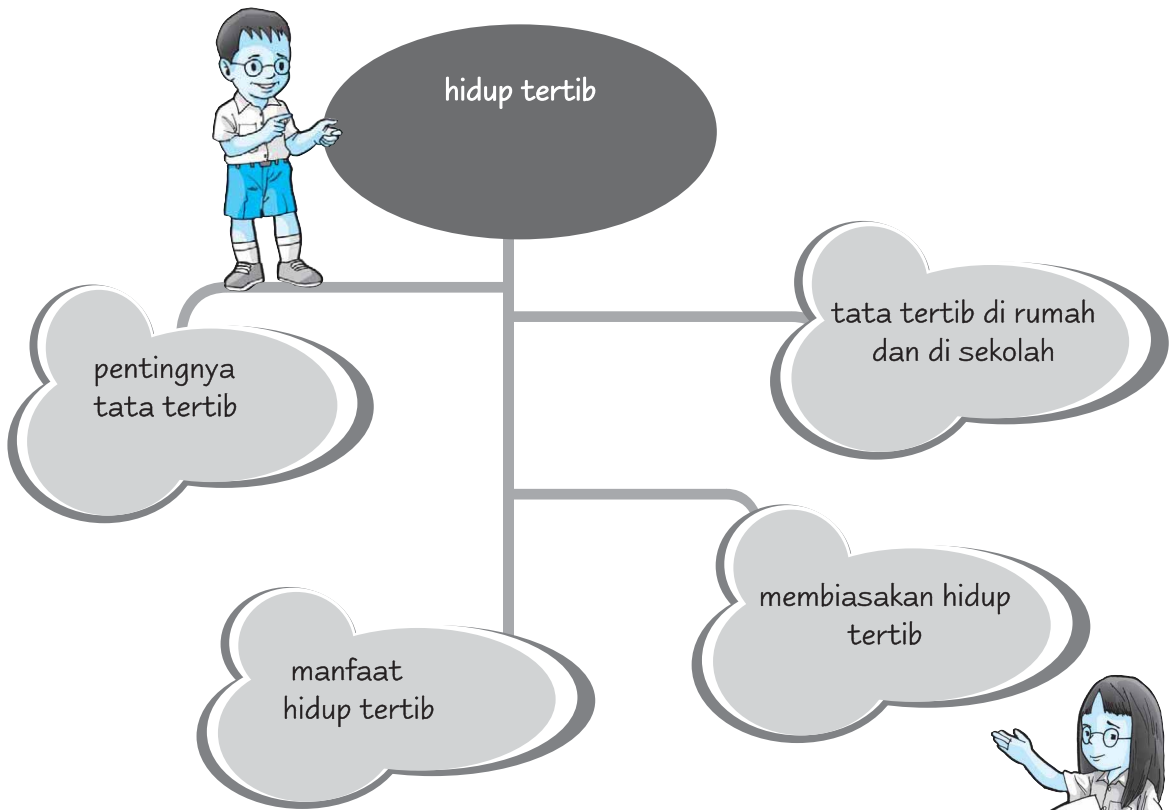 hidup tertib
tata tertib di rumah
dan di sekolah
pentingnya
tata tertib
membiasakan hidup
tertib
manfaat
hidup tertib